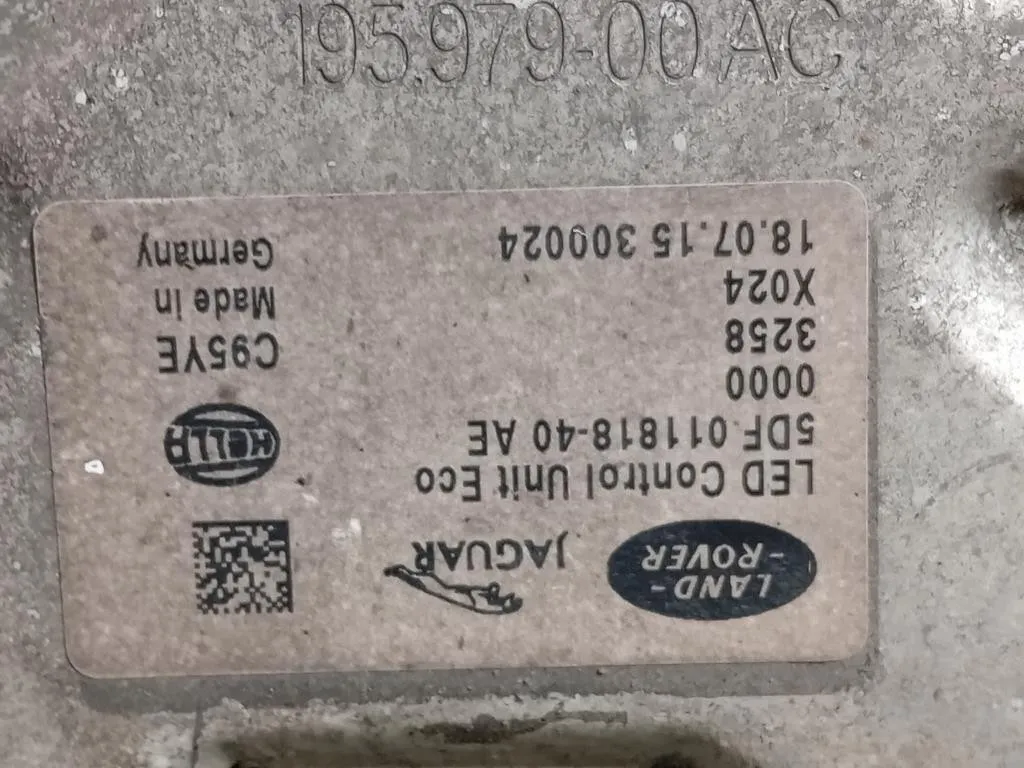 195.979-00 AC
LAND-
-ROVER
JAGUAR
LED Control Unit Eco
5DF 011818-40 AE
0000
3258
X024
18.07.15 300024
HELLA
C95YE
Made in
Germany